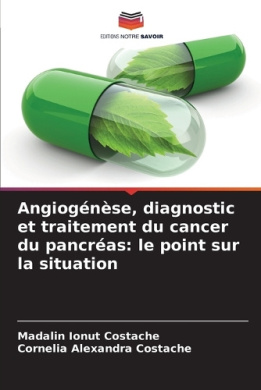 EDITIONS NOTRE SAVOIR
Angiogénèse, diagnostic
et traitement du cancer
du pancréas: le point sur
la situation
Madalin Ionut Costache
Cornelia Alexandra Costache